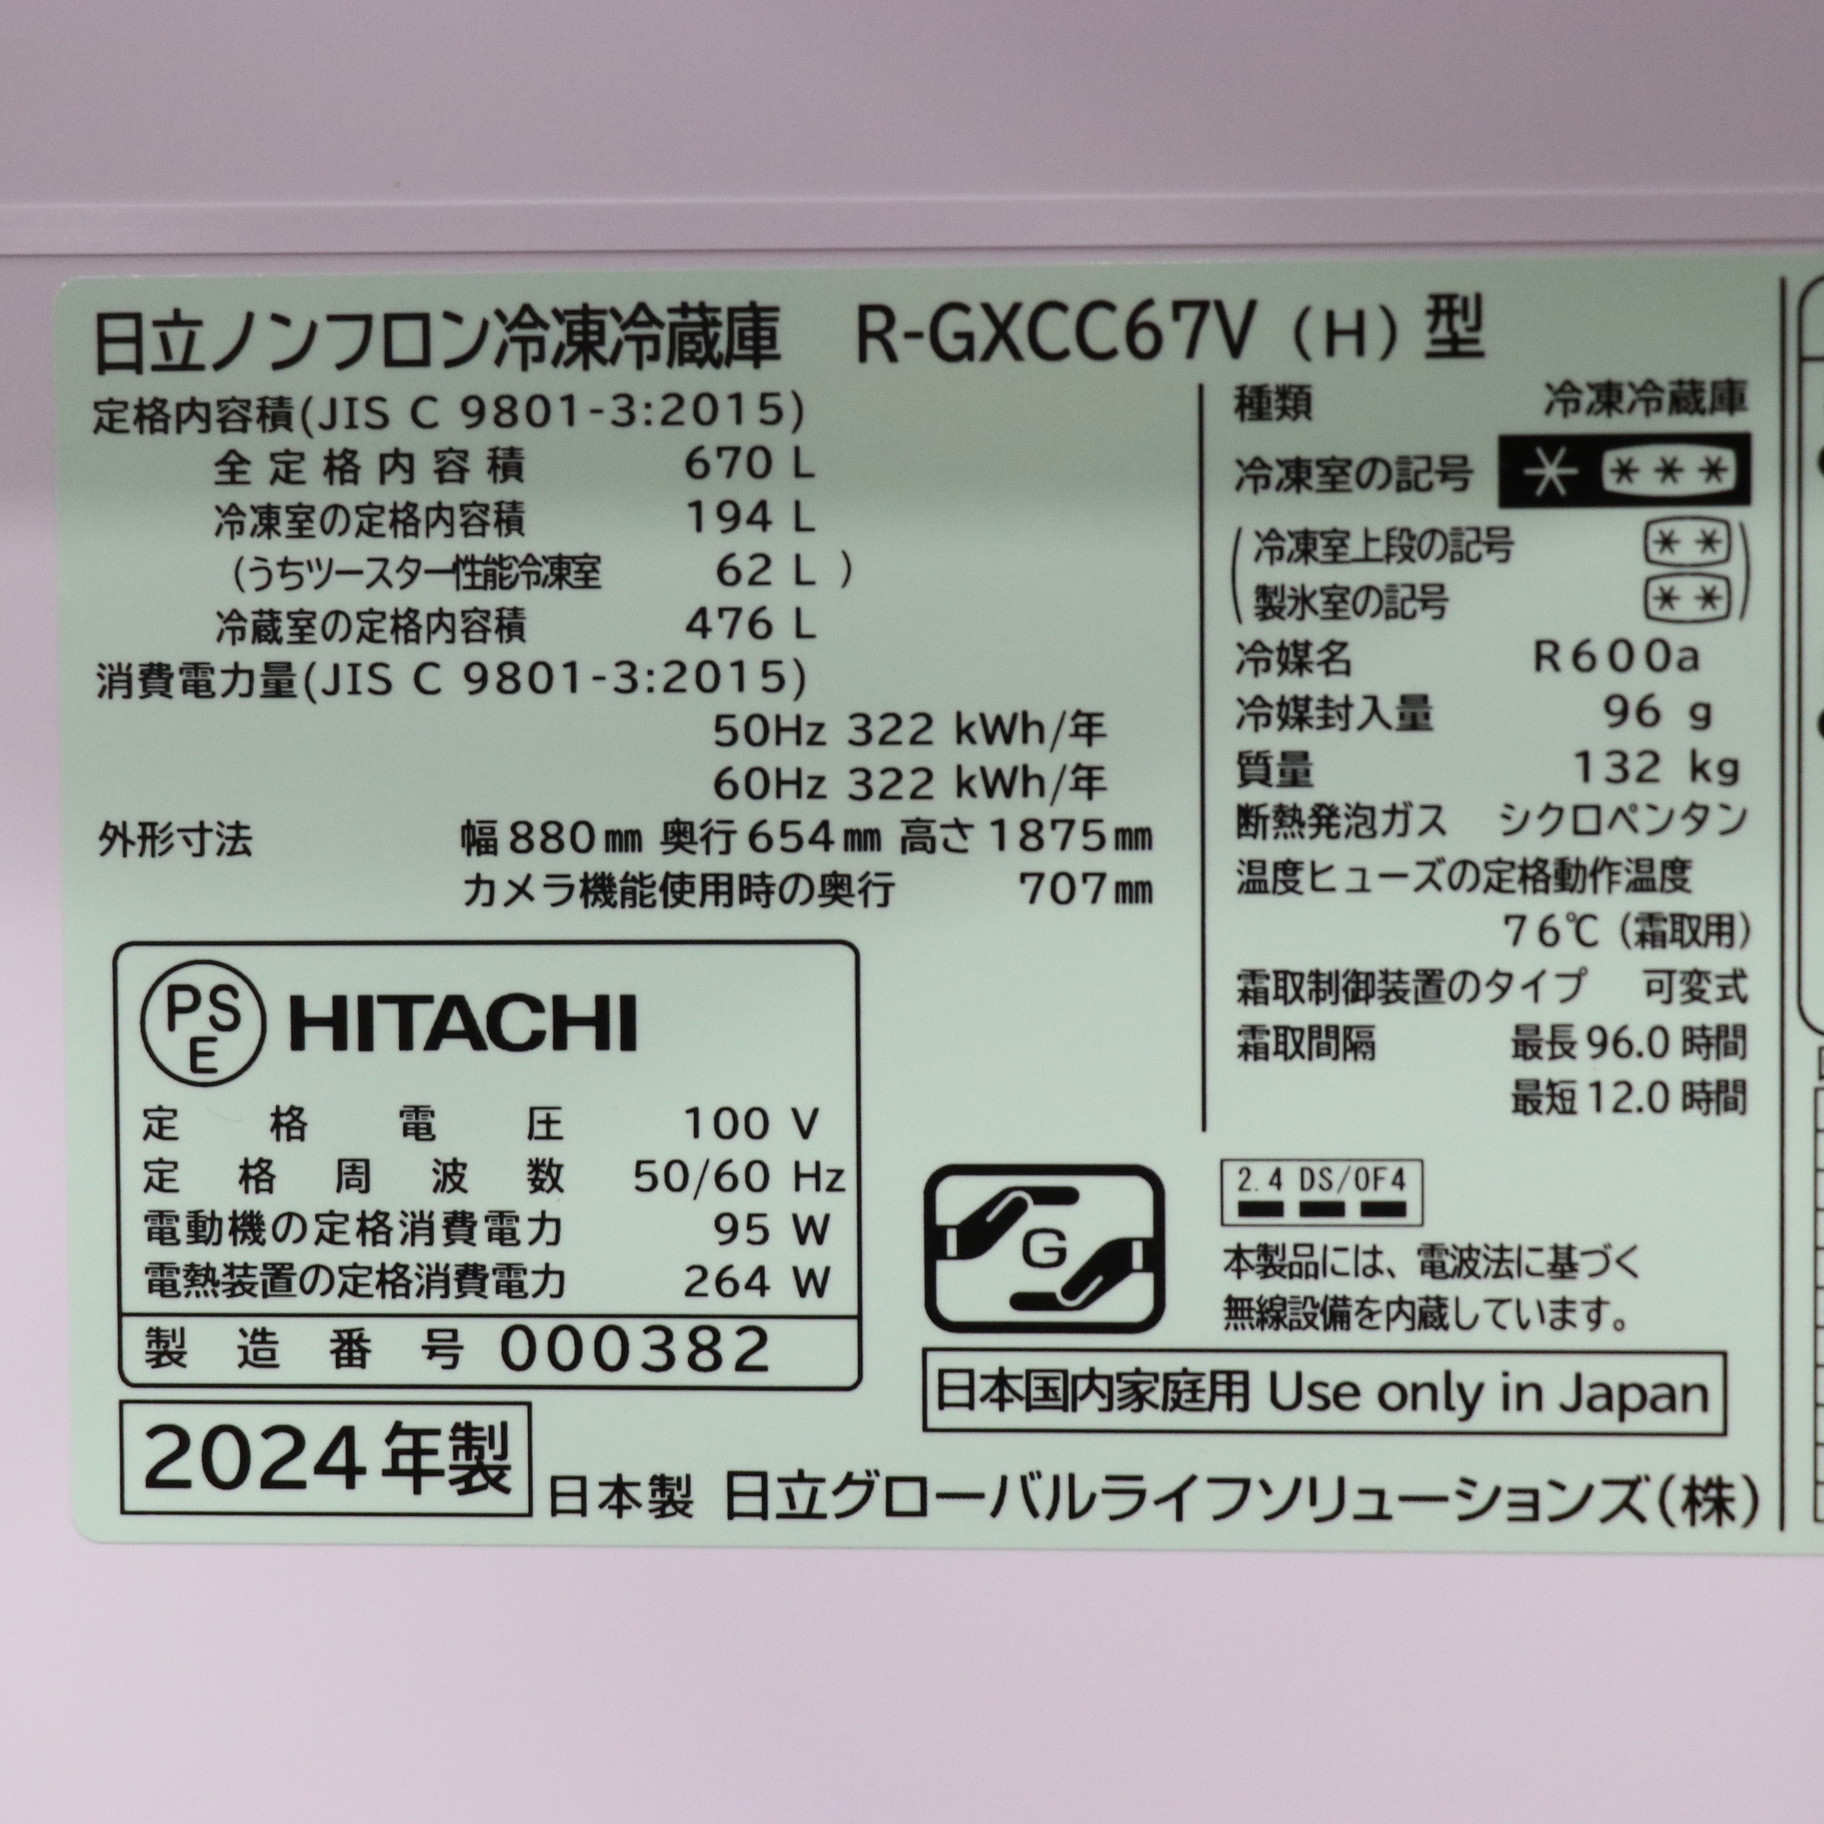 日立ノンフロン冷凍冷蔵庫 R-GXCC67V (H) 型
定格内容積(JIS C 9801-3:2015)
全定格内容積 670 L
冷凍室の定格内容積 194 L
(うちツースター性能冷凍室 62 L )
冷蔵室の定格内容積 476 L
消費電力量(JIS C 9801-3:2015)
50Hz 322 kWh/年
60Hz 322 kWh/年
外形寸法 幅880㎜ 奥行654㎜ 高さ1875㎜
カメラ機能使用時の奥行 707㎜
PS
E
HITACHI
定格電圧 100 V
定格周波数 50/60 Hz
電動機の定格消費電力 95 W
電熱装置の定格消費電力 264 W
製造番号 000382
2024年製
日本製 日立グローバルライフソリューションズ(株)
種類 冷凍冷蔵庫
冷凍室の記号 * ***
(冷凍室上段の記号 **
製氷室の記号 **)
冷媒名 R600a
冷媒封入量 96 g
質量 132 kg
断熱発泡ガス シクロペンタン
温度ヒューズの定格動作温度
76℃ (霜取用)
霜取制御装置のタイプ 可変式
霜取間隔 最長96.0時間
最短12.0時間
G
2.4 DS/OF4
本製品には、電波法に基づく
無線設備を内蔵しています。
日本国内家庭用 Use only in Japan